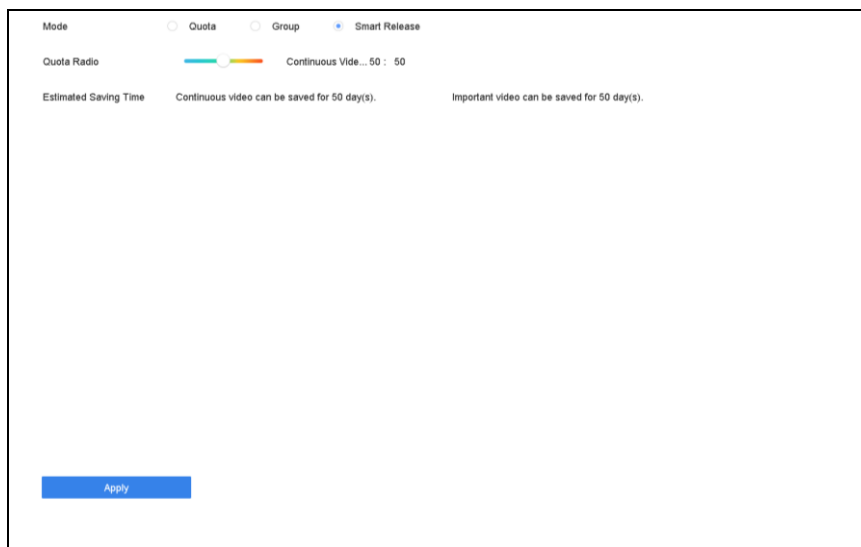 Mode Quota Group Smart Release
Quota Radio Continuous Vide... 50 : 50
Estimated Saving Time Continuous video can be saved for 50 day(s). Important video can be saved for 50 day(s).
Apply